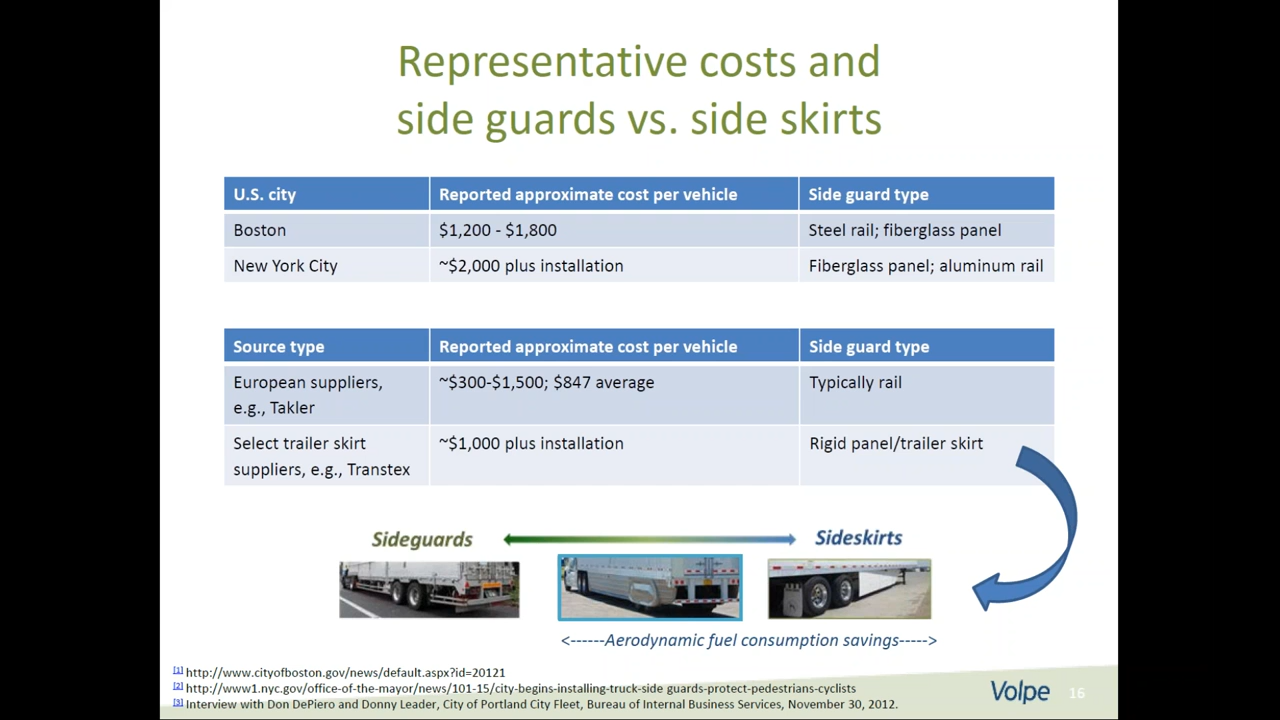 Representative costs and
side guards vs. side skirts
U.S. city Reported approximate cost per vehicle Side guard type
Boston $1,200 - $1,800 Steel rail; fiberglass panel
New York City ~$2,000 plus installation Fiberglass panel; aluminum rail
Source type Reported approximate cost per vehicle Side guard type
European suppliers, ~$300-$1,500; $847 average Typically rail
e.g., Takler
Select trailer skirt ~$1,000 plus installation Rigid panel/trailer skirt
suppliers, e.g., Transtex
Sideguards Sideskirts
<------Aerodynamic fuel consumption savings----->
[1] http://www.cityofboston.gov/news/default.aspx?id=20121
[2] http://www1.nyc.gov/office-of-the-mayor/news/101-15/city-begins-installing-truck-side guards-protect-pedestrians-cyclists
[3] Interview with Don DePiero and Donny Leader, City of Portland City Fleet, Bureau of Internal Business Services, November 30, 2012.
Volpe 16